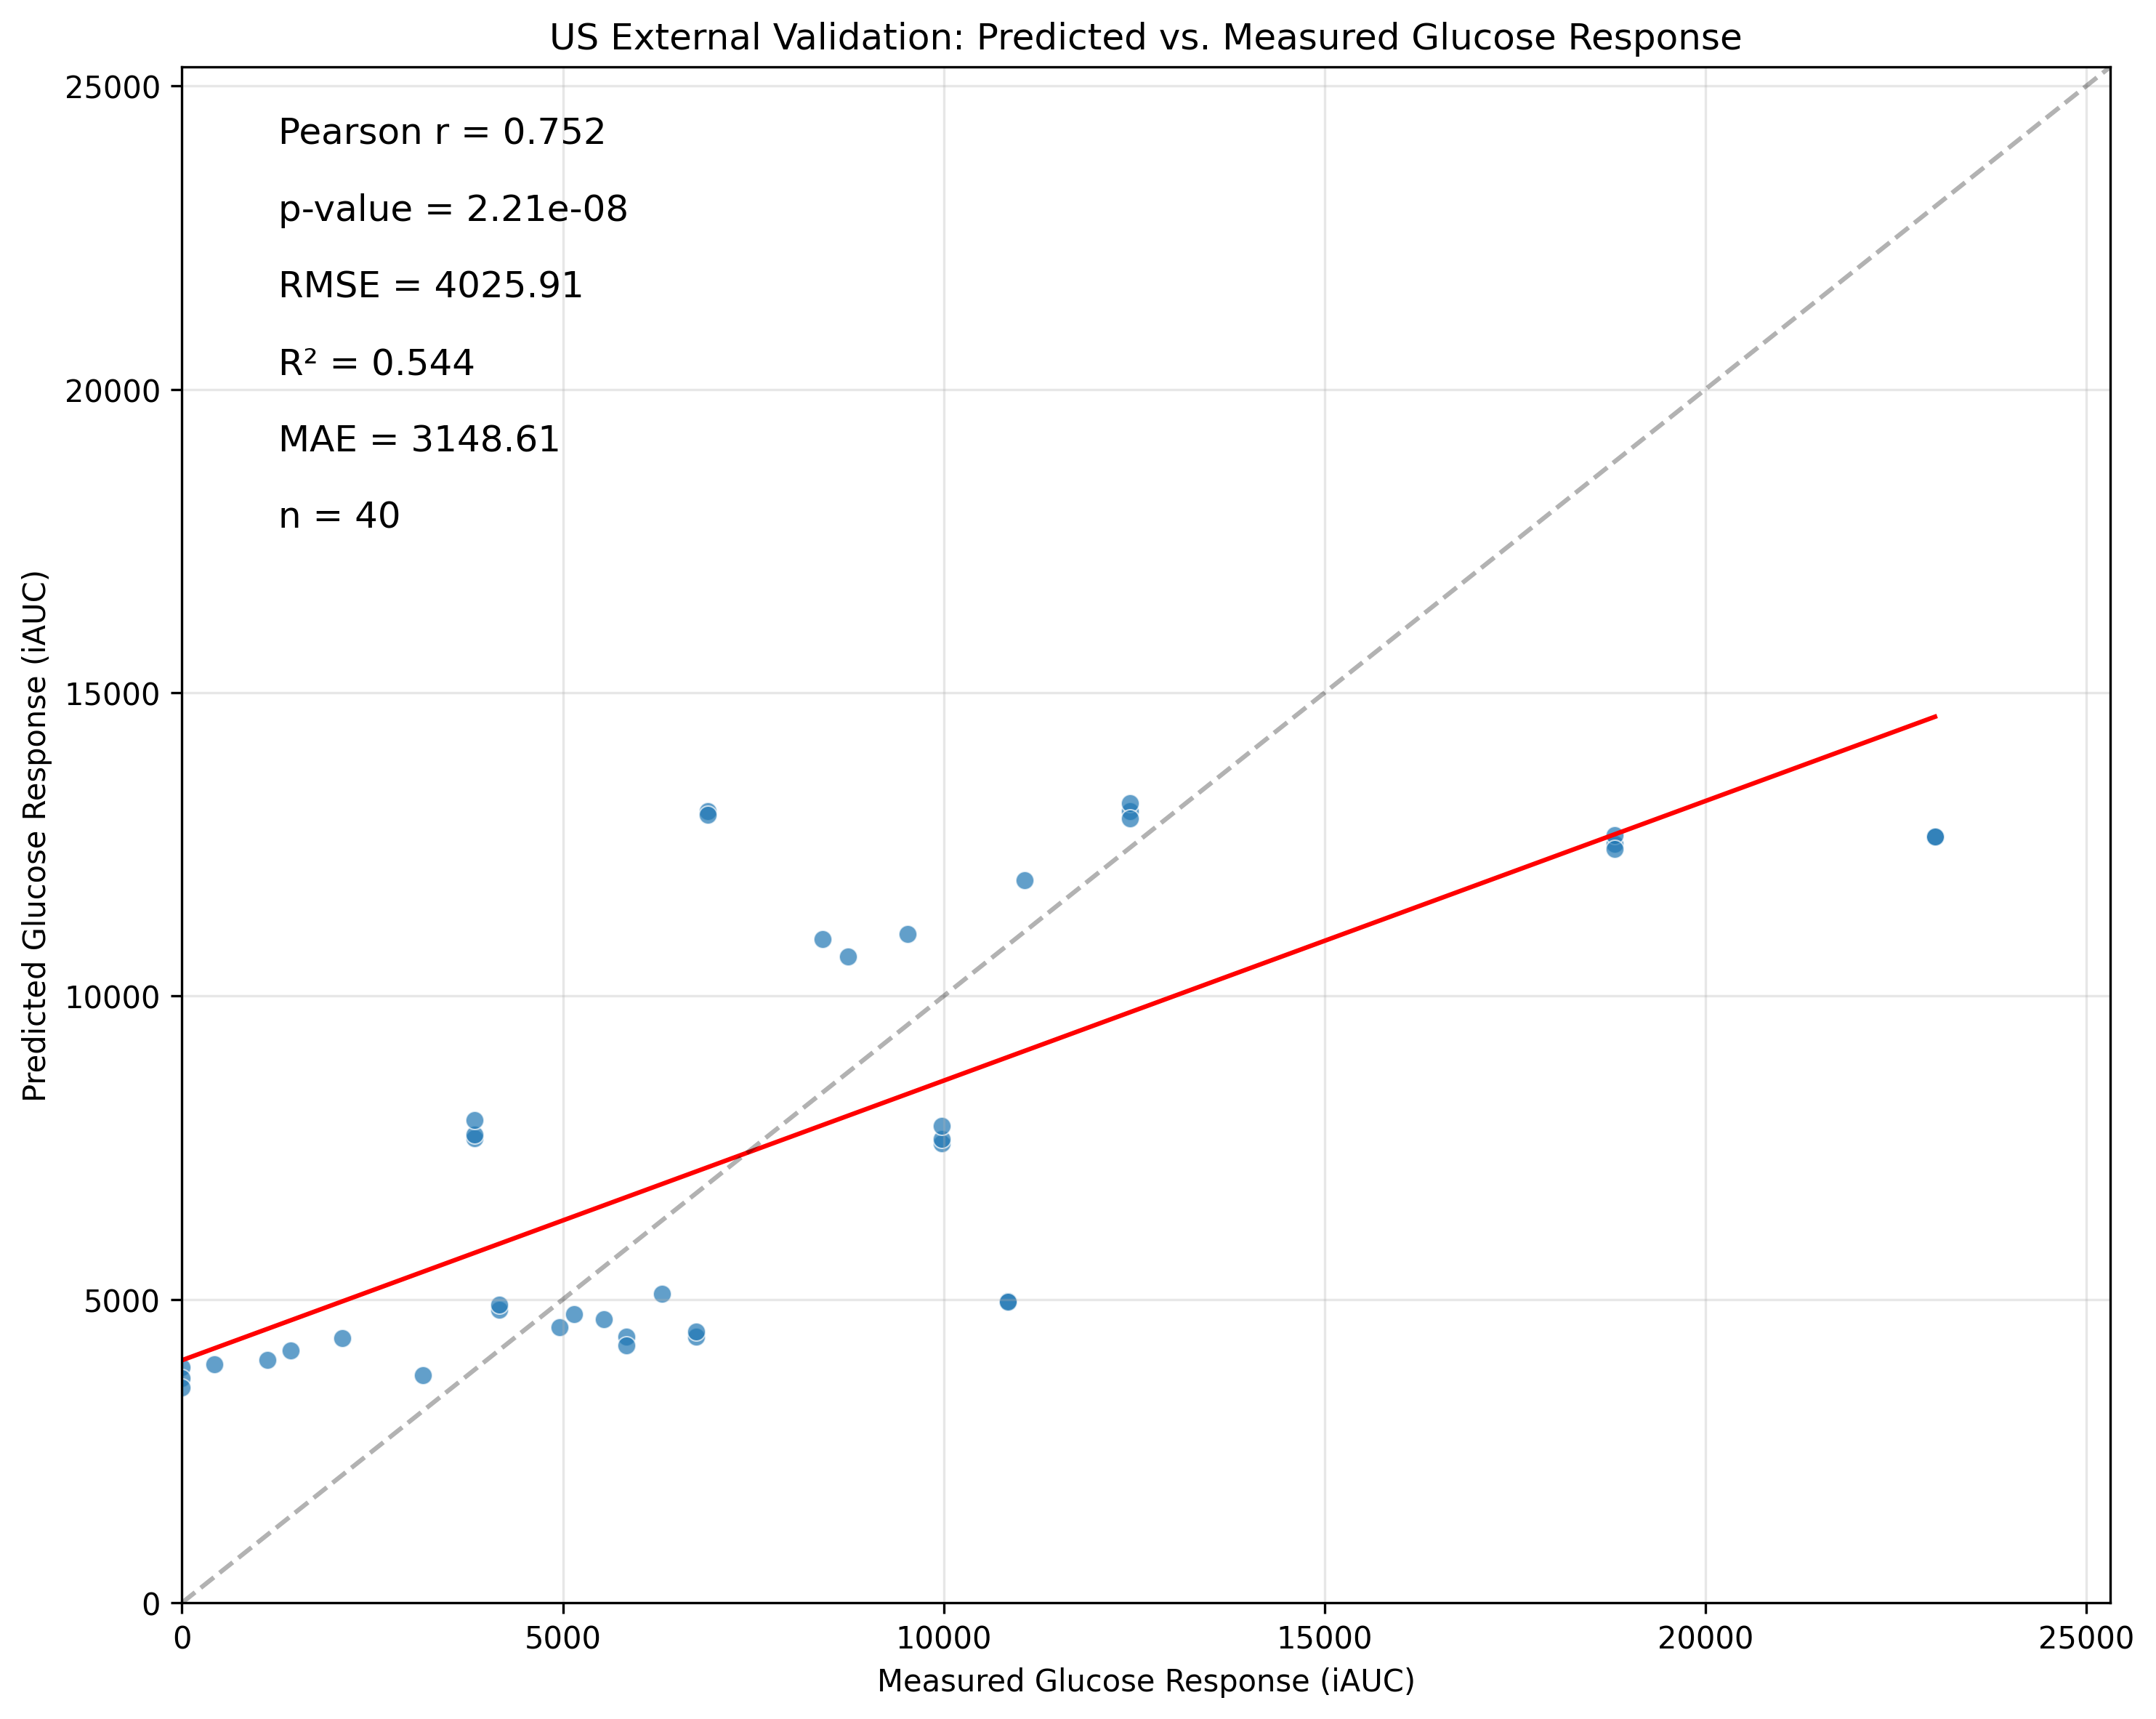 US External Validation: Predicted vs. Measured Glucose Response
25000
20000
15000
10000
5000
0
Predicted Glucose Response (iAUC)
Pearson r = 0.752
p-value = 2.21e-08
RMSE = 4025.91
R² = 0.544
MAE = 3148.61
n = 40
0 5000 10000 15000 20000 25000
Measured Glucose Response (iAUC)